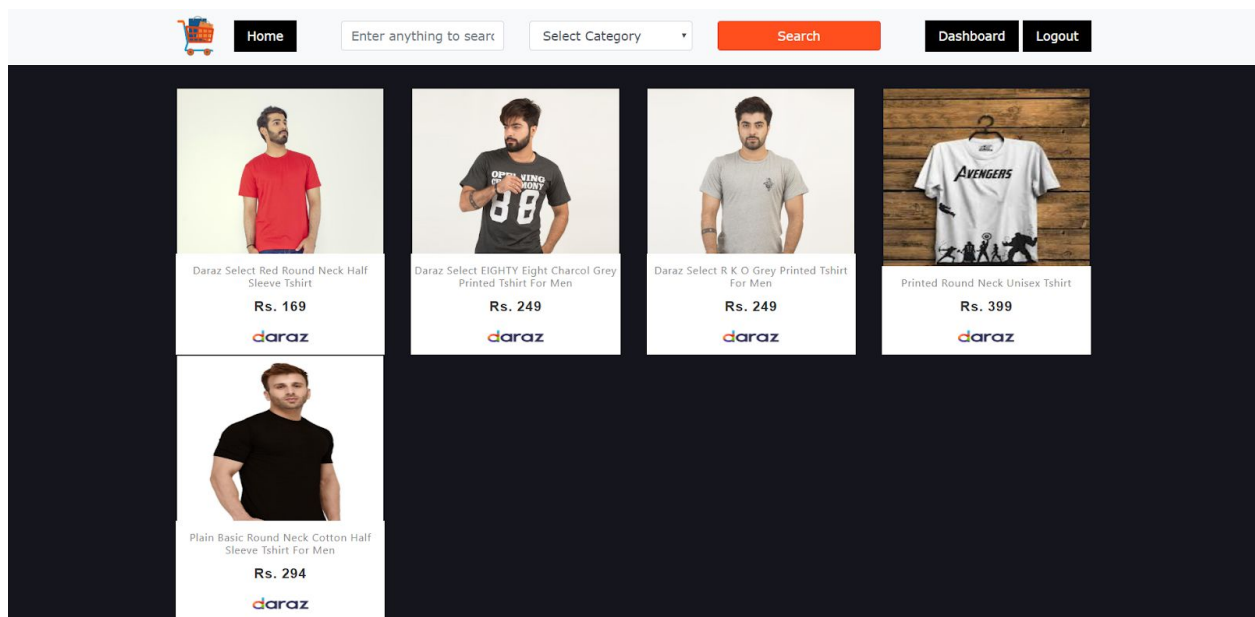 Home
Enter anything to searc
Select Category
Search
Dashboard
Logout
OPENING
CEREMONY
88
AVENGERS
Daraz Select Red Round Neck Half
Sleeve Tshirt
Rs. 169
daraz
Daraz Select EIGHTY Eight Charcol Grey
Printed Tshirt For Men
Rs. 249
daraz
Daraz Select R K O Grey Printed Tshirt
For Men
Rs. 249
daraz
Printed Round Neck Unisex Tshirt
Rs. 399
daraz
Plain Basic Round Neck Cotton Half
Sleeve Tshirt For Men
Rs. 294
daraz